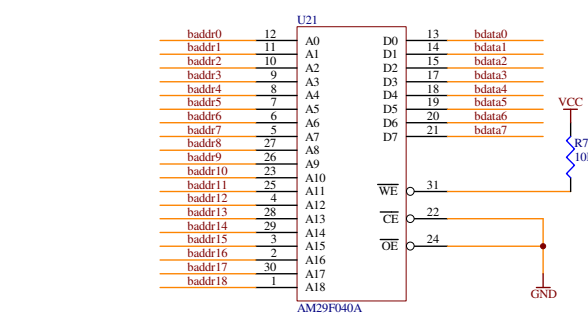 U21
baddr0 12 A0 D0 13 bdata0
baddr1 11 A1 D1 14 bdata1
baddr2 10 A2 D2 15 bdata2
baddr3 9 A3 D3 17 bdata3
baddr4 8 A4 D4 18 bdata4
baddr5 7 A5 D5 19 bdata5
baddr6 6 A6 D6 20 bdata6
baddr7 5 A7 D7 21 bdata7
VCC
baddr8 27 A8
R7
baddr9 26 A9
10
baddr10 23 A10
baddr11 25 A11 WE 31
baddr12 4 A12
baddr13 28 A13 CE 22
baddr14 29 A14
baddr15 3 A15 OE 24
baddr16 2 A16
baddr17 30 A17
baddr18 1 A18
GND
AM29F040A